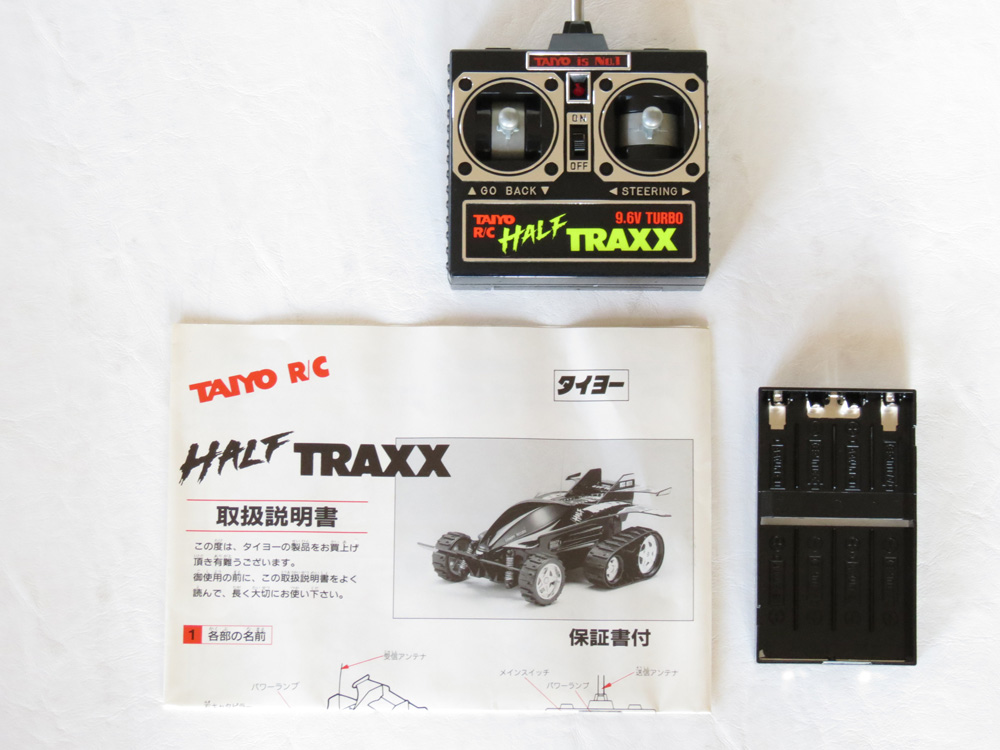 TAIYO is No.1
ON
OFF
▲ GO BACK ▼
◀ STEERING ▶
TAIYO
R/C
HALF TRAXX
9.6V TURBO
TAIYO R/C
タイヨー
HALF TRAXX
取扱説明書
この度は、タイヨーの製品をお買上げ
頂き有難うございます。
御使用の前に、この取扱説明書をよく
読んで、長く大切にお使い下さい。
HALF
保証書付
1 各部の名前
受信アンテナ
パワーランプ
メインスイッチ
送信アンテナ
パワーランプ